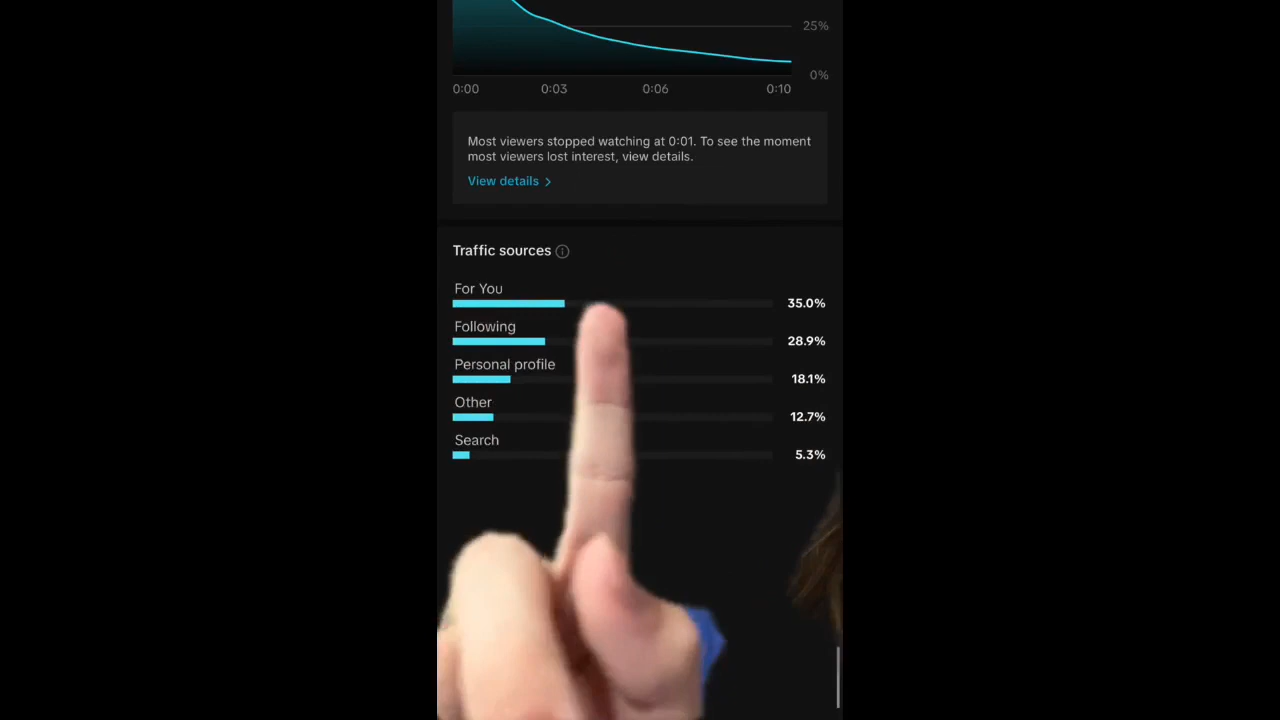 25%
0%
0:00 0:03 0:06 0:10
Most viewers stopped watching at 0:01. To see the moment
most viewers lost interest, view details.
View details >
Traffic sources
For You
35.0%
Following
28.9%
Personal profile
18.1%
Other
12.7%
Search
5.3%